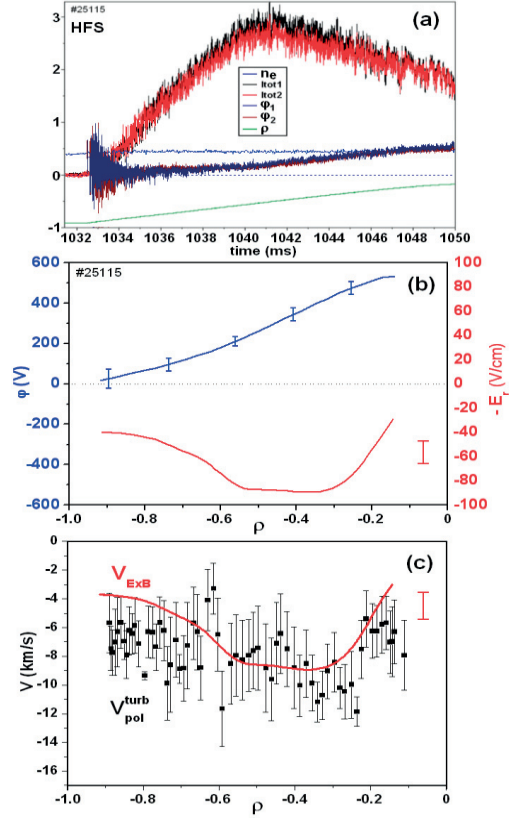 #25115
HFS
(a)
3
2
1
0
-1
ne
Itot1
Itot2
φ1
φ2
ρ
1032 1034 1036 1038 1040 1042 1044 1046 1048 1050
time (ms)
#25115
(b)
600
400
200
0
-200
-400
-600
φ(V)
100
80
60
40
20
0
-20
-40
-60
-80
-100
- Er (V/cm)
-1.0 -0.8 -0.6 -0.4 -0.2 0
ρ
(c)
0
-2
-4
-6
-8
-10
-12
-14
-16
V (km/s)
VExB
Vpol turb
-1.0 -0.8 -0.6 -0.4 -0.2 0
ρ